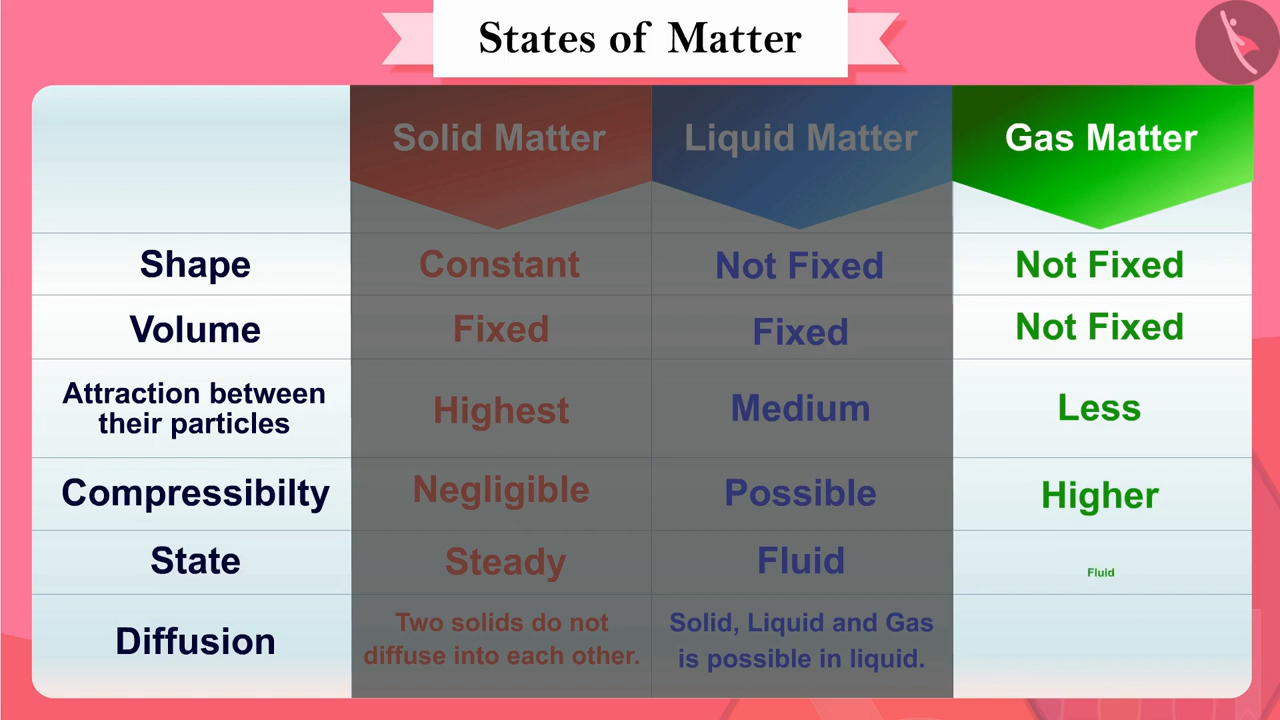 States of Matter
Solid Matter
Liquid Matter
Gas Matter
Shape
Constant
Not Fixed
Not Fixed
Volume
Fixed
Fixed
Not Fixed
Attraction between
their particles
Highest
Medium
Less
Compressibilty
Negligible
Possible
Higher
State
Steady
Fluid
Fluid
Diffusion
Two solids do not
diffuse into each other.
Solid, Liquid and Gas
is possible in liquid.